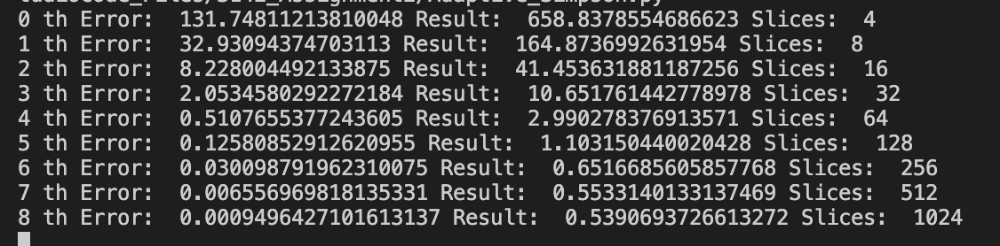 0 th Error:  131.74811213810048 Result:  658.8378554686623 Slices:  4
1 th Error:  32.93094374703113 Result:  164.8736992631954 Slices:  8
2 th Error:  8.228004492133875 Result:  41.453631881187256 Slices:  16
3 th Error:  2.0534580292272184 Result:  10.651761442778978 Slices:  32
4 th Error:  0.5107655377243605 Result:  2.990278376913571 Slices:  64
5 th Error:  0.12580852912620955 Result:  1.103150440020428 Slices:  128
6 th Error:  0.030098791962310075 Result:  0.6516685605857768 Slices:  256
7 th Error:  0.006556969818135331 Result:  0.5533140133137469 Slices:  512
8 th Error:  0.0009496427101613137 Result:  0.5390693726613272 Slices:  1024